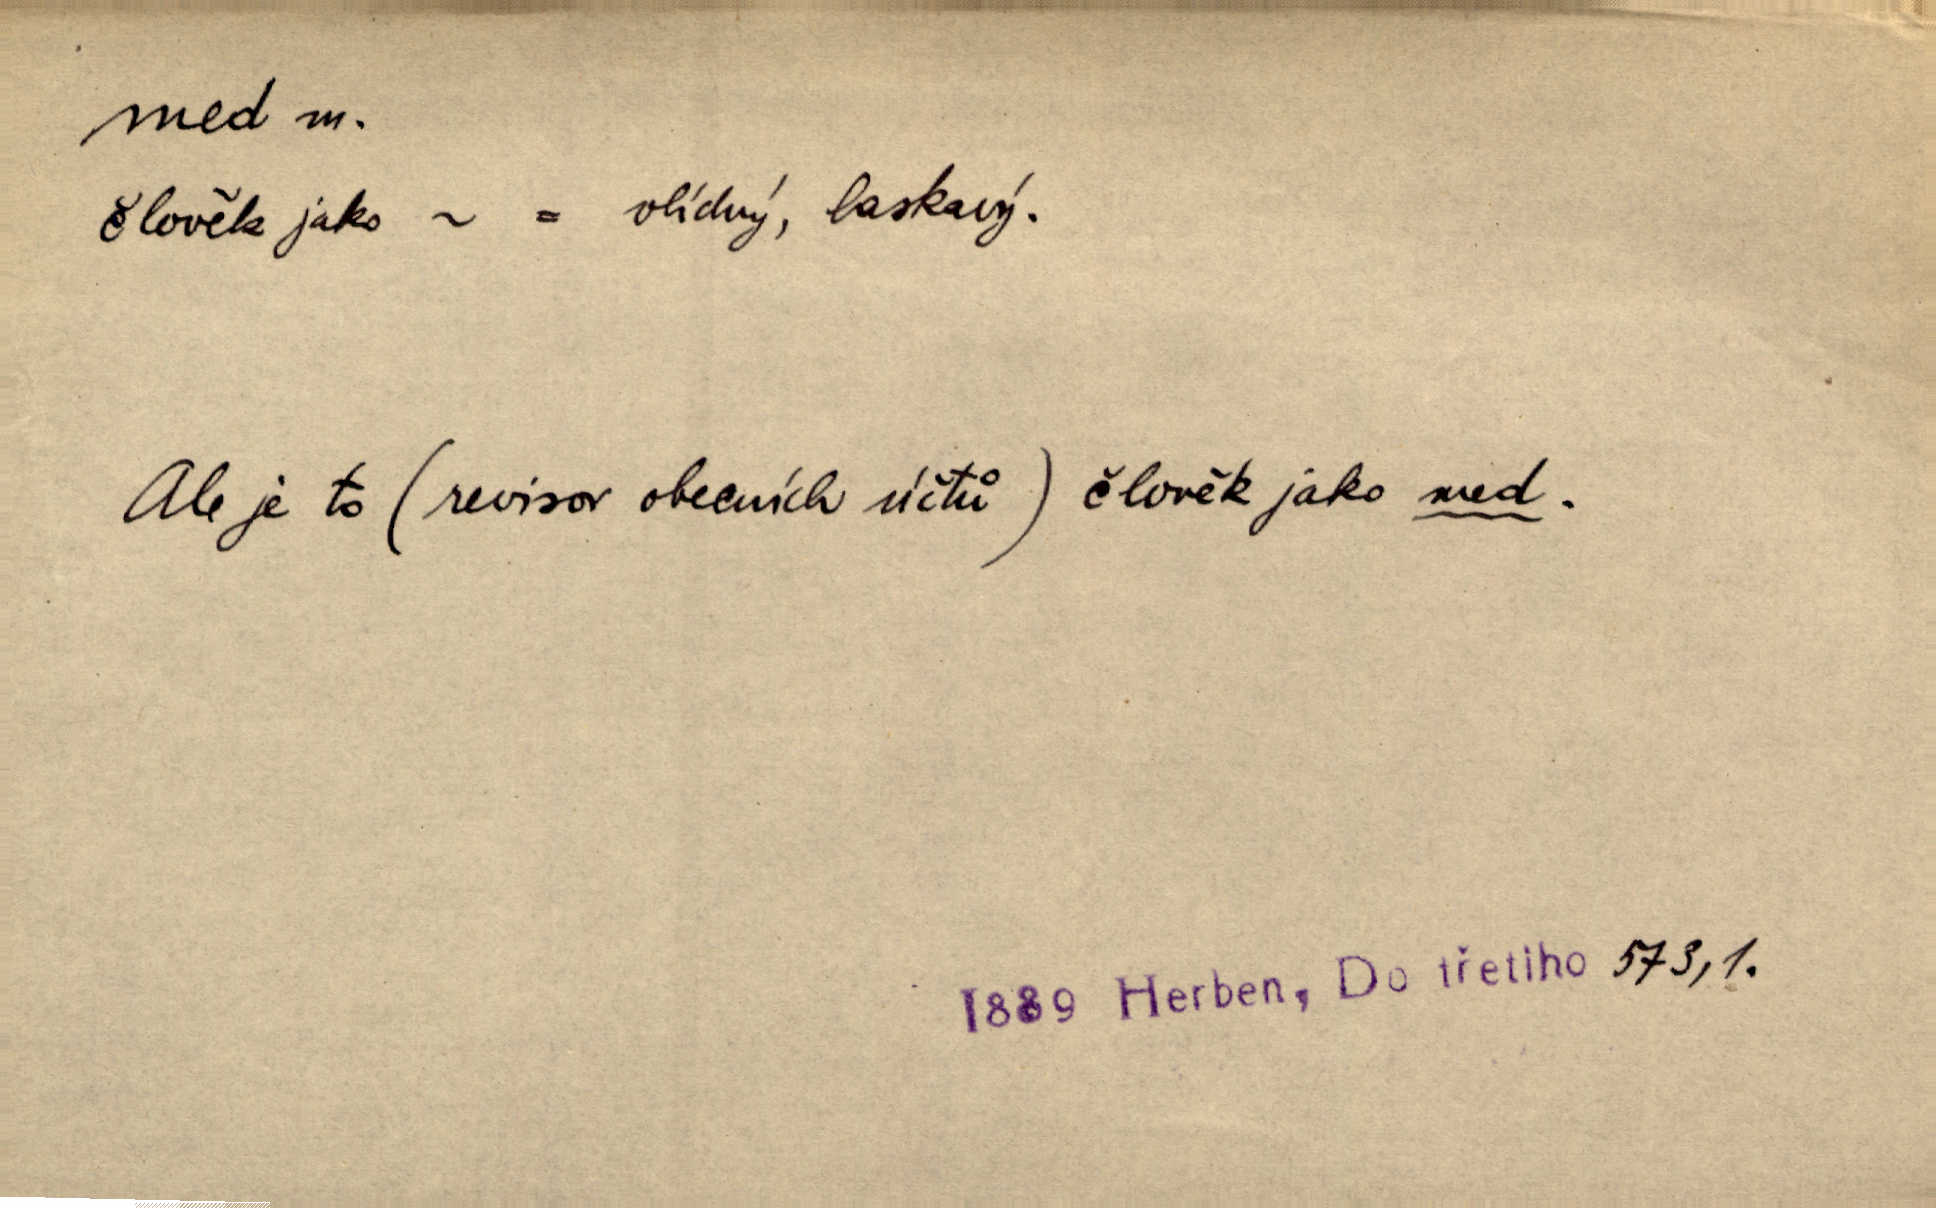 med m.
člověk jako ~ = vlídný, laskavý.
Ale je to (revisor obecních účtů) člověk jako med.
1889 Herben, Do třetího 573,1.